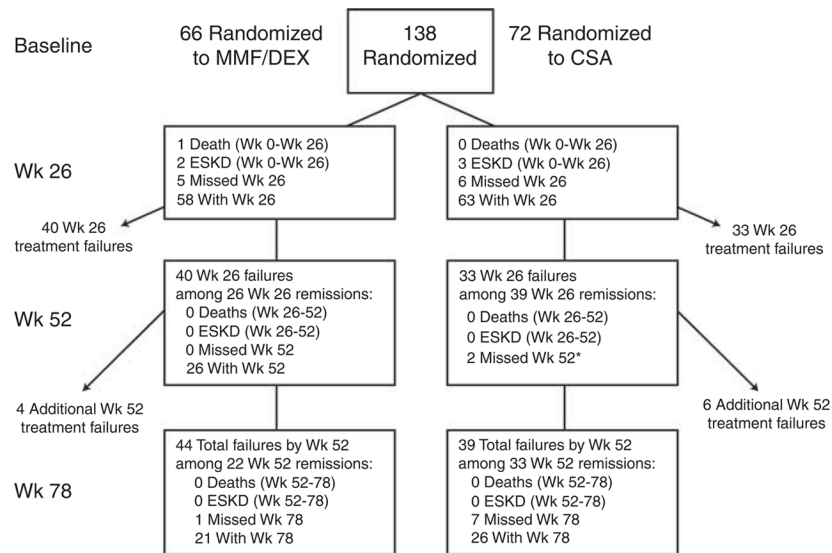 Baseline
66 Randomized
to MMF/DEX
138
Randomized
72 Randomized
to CSA
Wk 26
1 Death (Wk 0-Wk 26)
2 ESKD (Wk 0-Wk 26)
5 Missed Wk 26
58 With Wk 26
0 Deaths (Wk 0-Wk 26)
3 ESKD (Wk 0-Wk 26)
6 Missed Wk 26
63 With Wk 26
40 Wk 26
treatment failures
33 Wk 26
treatment failures
Wk 52
40 Wk 26 failures
among 26 Wk 26 remissions:
0 Deaths (Wk 26-52)
0 ESKD (Wk 26-52)
0 Missed Wk 52
26 With Wk 52
33 Wk 26 failures
among 39 Wk 26 remissions:
0 Deaths (Wk 26-52)
0 ESKD (Wk 26-52)
2 Missed Wk 52*
4 Additional Wk 52
treatment failures
6 Additional Wk 52
treatment failures
Wk 78
44 Total failures by Wk 52
among 22 Wk 52 remissions:
0 Deaths (Wk 52-78)
0 ESKD (Wk 52-78)
1 Missed Wk 78
21 With Wk 78
39 Total failures by Wk 52
among 33 Wk 52 remissions:
0 Deaths (Wk 52-78)
0 ESKD (Wk 52-78)
7 Missed Wk 78
26 With Wk 78